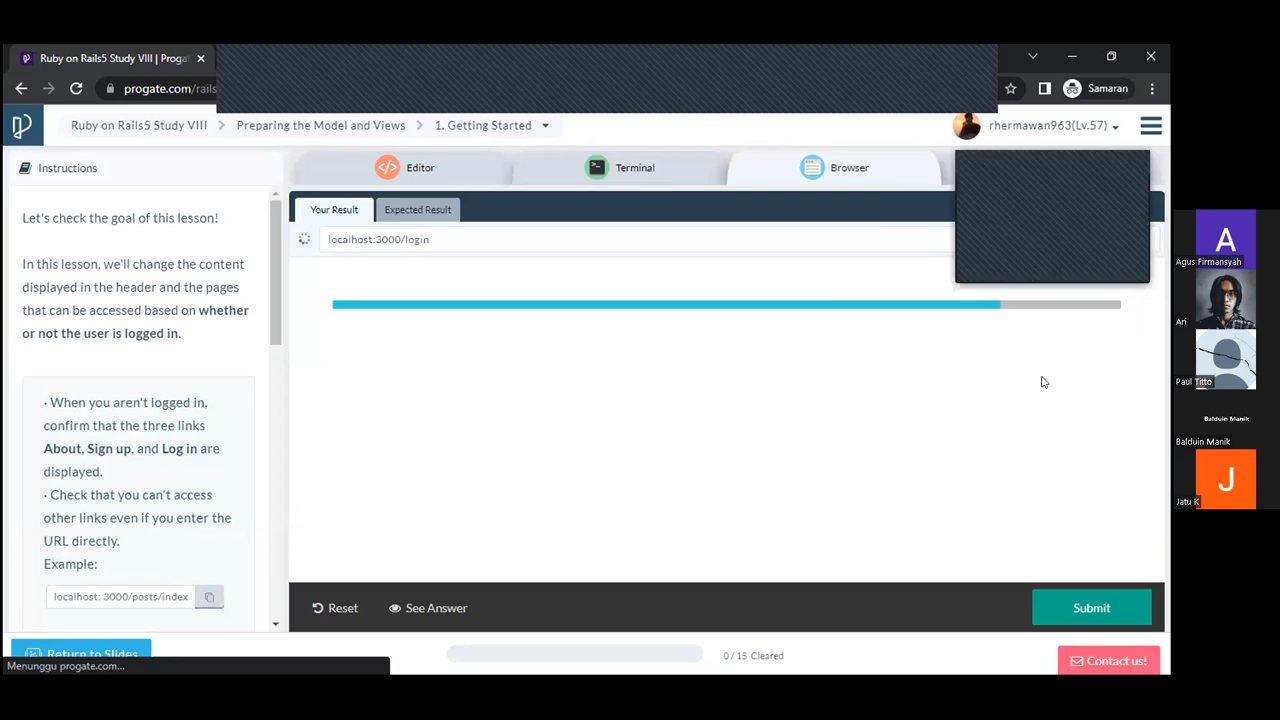 Ruby on Rails5 Study VIII | Proga
progate.com/rails
Samaran
Ruby on Rails5 Study VIII
Preparing the Model and Views
1. Getting Started
rhermawan963(Lv.57)
Instructions
Editor
Terminal
Browser
Let's check the goal of this lesson!
In this lesson, we'll change the content
displayed in the header and the pages
that can be accessed based on whether
or not the user is logged in.
· When you aren't logged in,
confirm that the three links
About, Sign up, and Log in are
displayed.
· Check that you can't access
other links even if you enter the
URL directly.
Example:
localhost: 3000/posts/index
Your Result
Expected Result
localhost:3000/login
Reset
See Answer
Submit
Return to Slides
Menunggu progate.com...
0 / 15 Cleared
Contact us!
A
Agus Firmansyah
Ari
Paul Titto
Balduin Manik
Balduin Manik
J
Jatu K